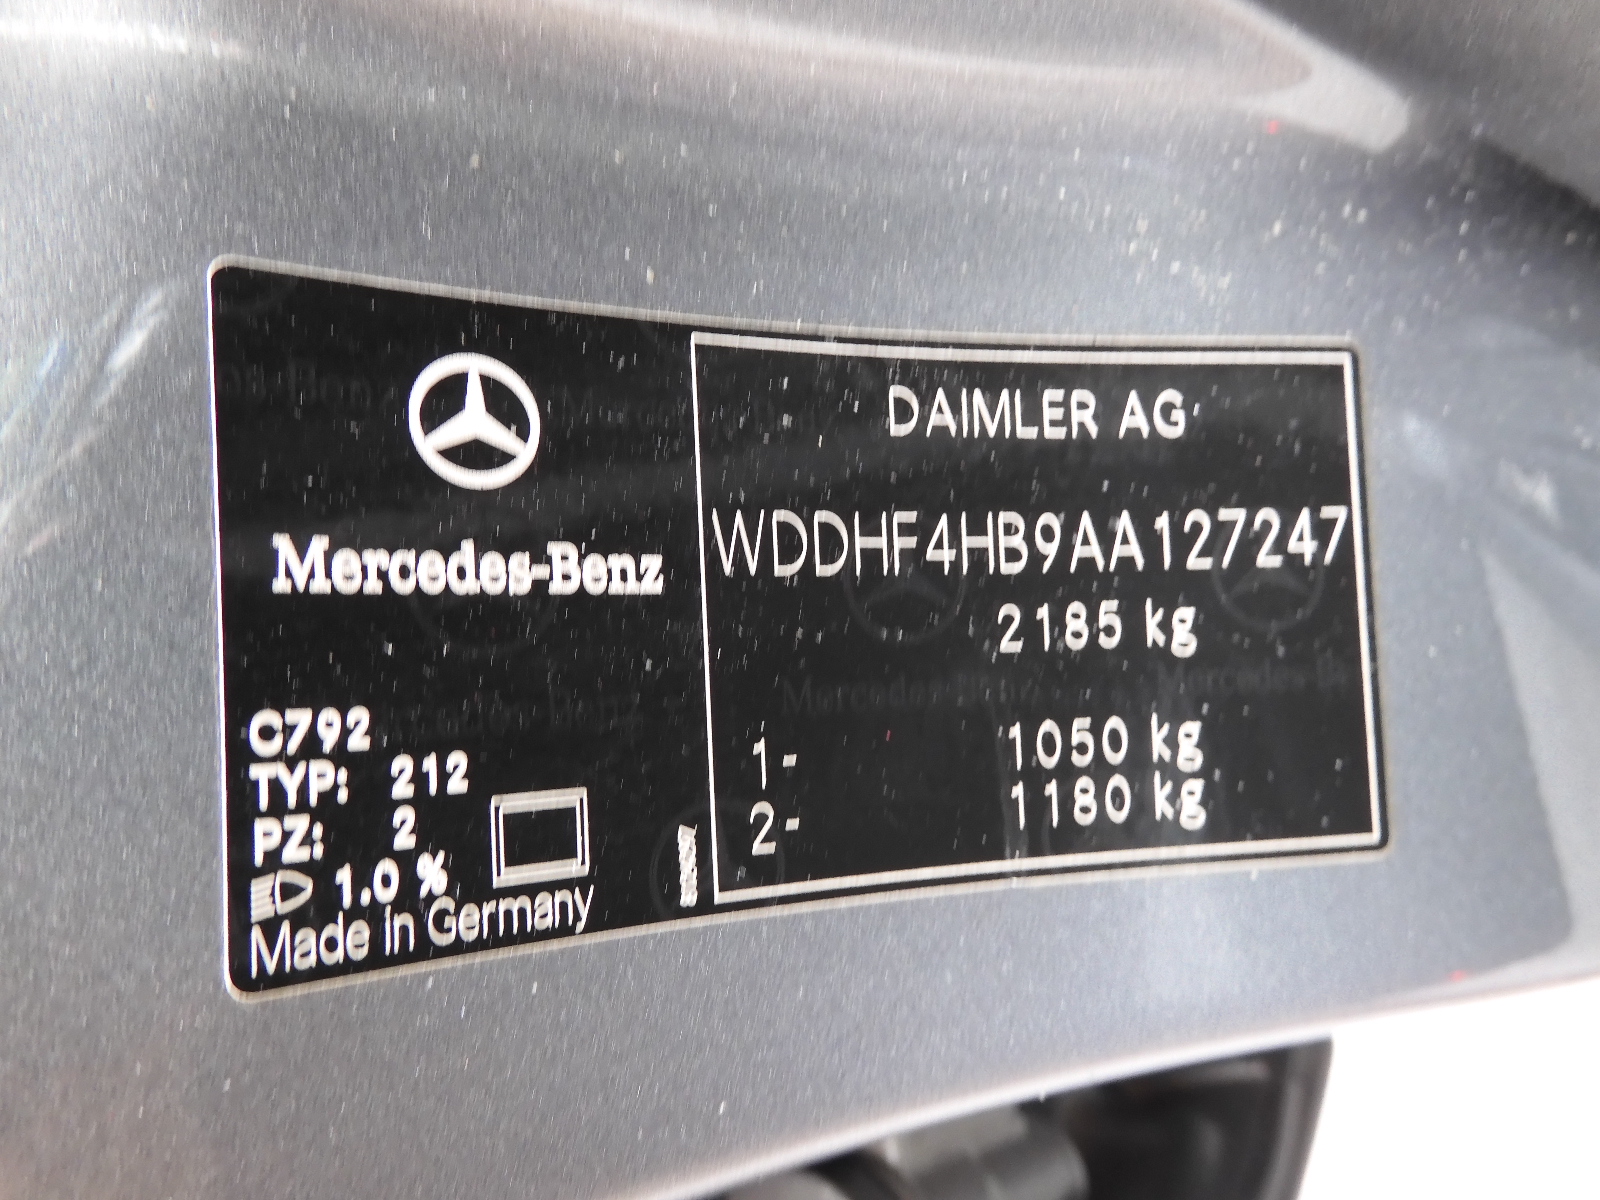 Mercedes-Benz
C792
TYP: 212
PZ: 2
1.0 %
Made in Germany
DAIMLER AG
WDDHF4HB9AA127247
2185 kg
1- 1050 kg
2- 1180 kg